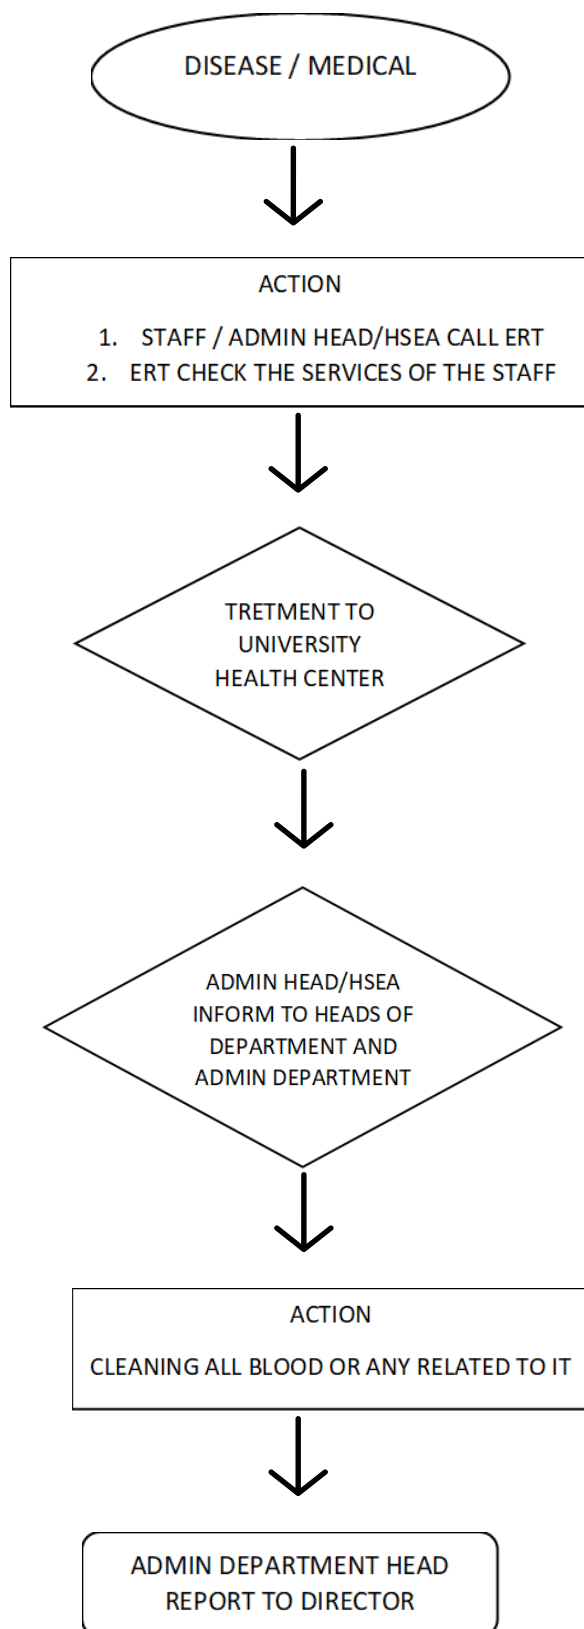 DISEASE / MEDICAL
ACTION
1. STAFF / ADMIN HEAD/HSEA CALL ERT
2. ERT CHECK THE SERVICES OF THE STAFF
TRETMENT TO
UNIVERSITY
HEALTH CENTER
ADMIN HEAD/HSEA
INFORM TO HEADS OF
DEPARTMENT AND
ADMIN DEPARTMENT
ACTION
CLEANING ALL BLOOD OR ANY RELATED TO IT
ADMIN DEPARTMENT HEAD
REPORT TO DIRECTOR